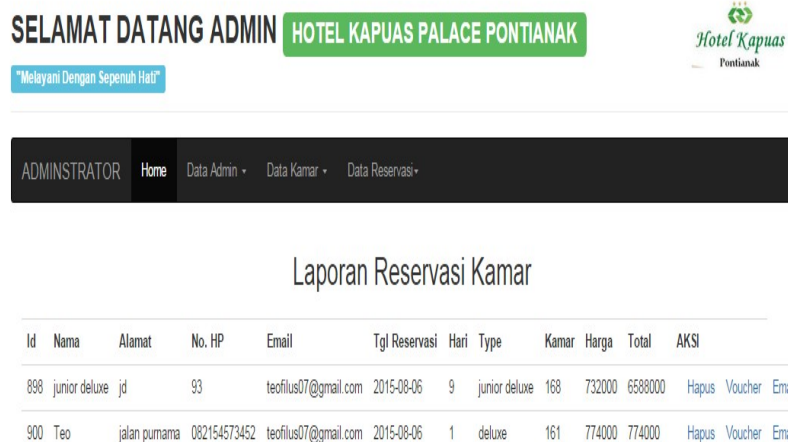 SELAMAT DATANG ADMIN HOTEL KAPUAS PALACE PONTIANAK
"Melayani Dengan Sepenuh Hati"
Hotel Kapuas
Pontianak
ADMINSTRATOR Home Data Admin Data Kamar Data Reservasi
Laporan Reservasi Kamar
Id Nama Alamat No. HP Email Tgl Reservasi Hari Type Kamar Harga Total AKSI
898 junior deluxe jd 93 teofilus07@gmail.com 2015-08-06 9 junior deluxe 168 732000 6588000 Hapus Voucher Ema
900 Teo jalan purnama 082154573452 teofilus07@gmail.com 2015-08-06 1 deluxe 161 774000 774000 Hapus Voucher Ema